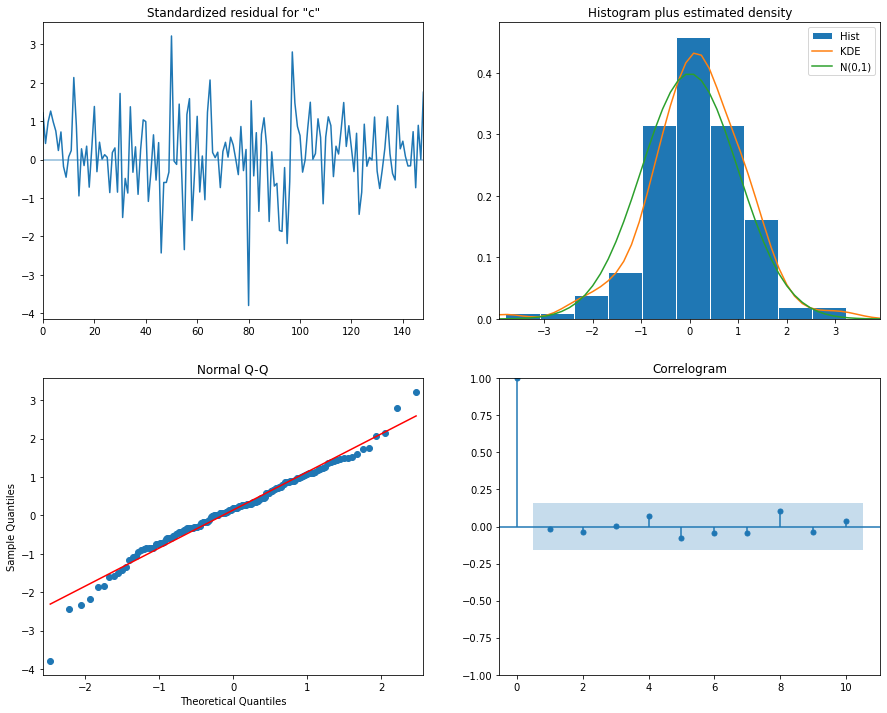 Standardized residual for "c"
3
2
1
0
−1
−2
−3
−4
0 20 40 60 80 100 120 140
Histogram plus estimated density
Hist
KDE
N(0,1)
0.4
0.3
0.2
0.1
0.0
−3 −2 −1 0 1 2 3
Normal Q-Q
Sample Quantiles
3
2
1
0
−1
−2
−3
−4
−2 −1 0 1 2
Theoretical Quantiles
Correlogram
1.00
0.75
0.50
0.25
0.00
−0.25
−0.50
−0.75
−1.00
0 2 4 6 8 10